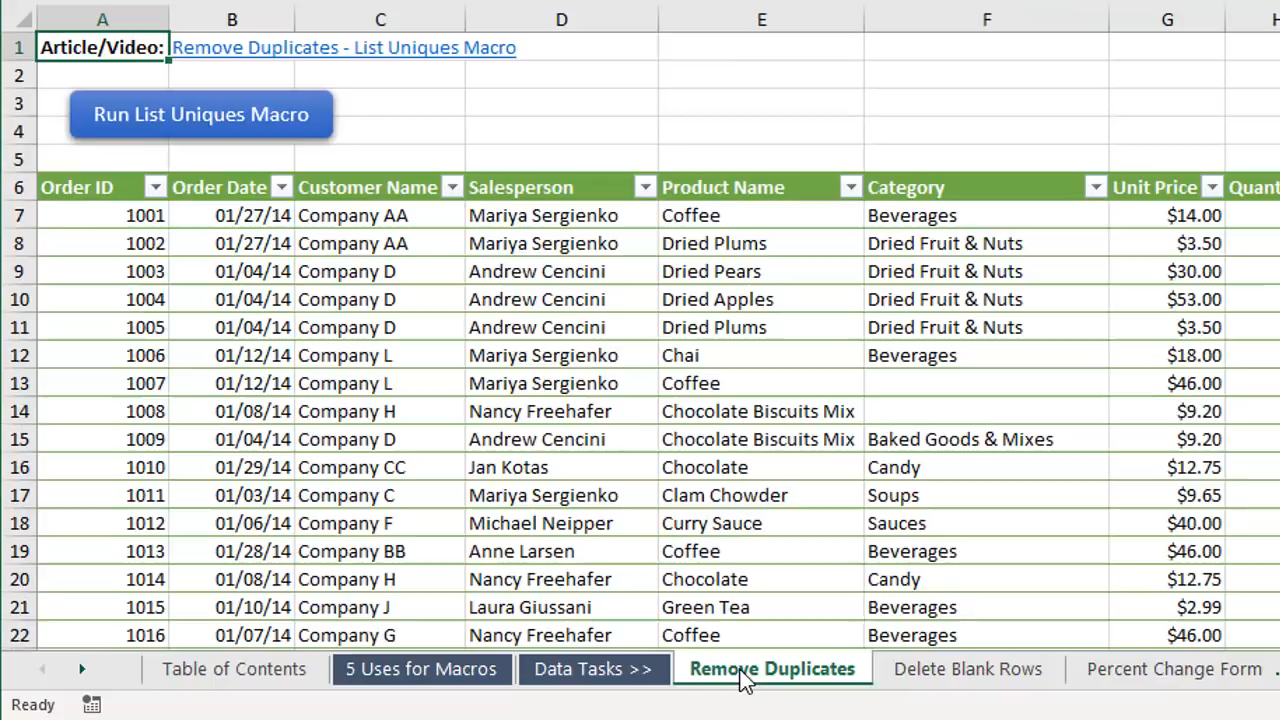 A B C D E F G H
1 Article/Video: Remove Duplicates - List Uniques Macro
2
3 Run List Uniques Macro
4
5
6 Order ID Order Date Customer Name Salesperson Product Name Category Unit Price Quant
7 1001 01/27/14 Company AA Mariya Sergienko Coffee Beverages $14.00
8 1002 01/27/14 Company AA Mariya Sergienko Dried Plums Dried Fruit & Nuts $3.50
9 1003 01/04/14 Company D Andrew Cencini Dried Pears Dried Fruit & Nuts $30.00
10 1004 01/04/14 Company D Andrew Cencini Dried Apples Dried Fruit & Nuts $53.00
11 1005 01/04/14 Company D Andrew Cencini Dried Plums Dried Fruit & Nuts $3.50
12 1006 01/12/14 Company L Mariya Sergienko Chai Beverages $18.00
13 1007 01/12/14 Company L Mariya Sergienko Coffee $46.00
14 1008 01/08/14 Company H Nancy Freehafer Chocolate Biscuits Mix $9.20
15 1009 01/04/14 Company D Andrew Cencini Chocolate Biscuits Mix Baked Goods & Mixes $9.20
16 1010 01/29/14 Company CC Jan Kotas Chocolate Candy $12.75
17 1011 01/03/14 Company C Mariya Sergienko Clam Chowder Soups $9.65
18 1012 01/06/14 Company F Michael Neipper Curry Sauce Sauces $40.00
19 1013 01/28/14 Company BB Anne Larsen Coffee Beverages $46.00
20 1014 01/08/14 Company H Nancy Freehafer Chocolate Candy $12.75
21 1015 01/10/14 Company J Laura Giussani Green Tea Beverages $2.99
22 1016 01/07/14 Company G Nancy Freehafer Coffee Beverages $46.00
Table of Contents 5 Uses for Macros Data Tasks >> Remove Duplicates Delete Blank Rows Percent Change Form ...
Ready